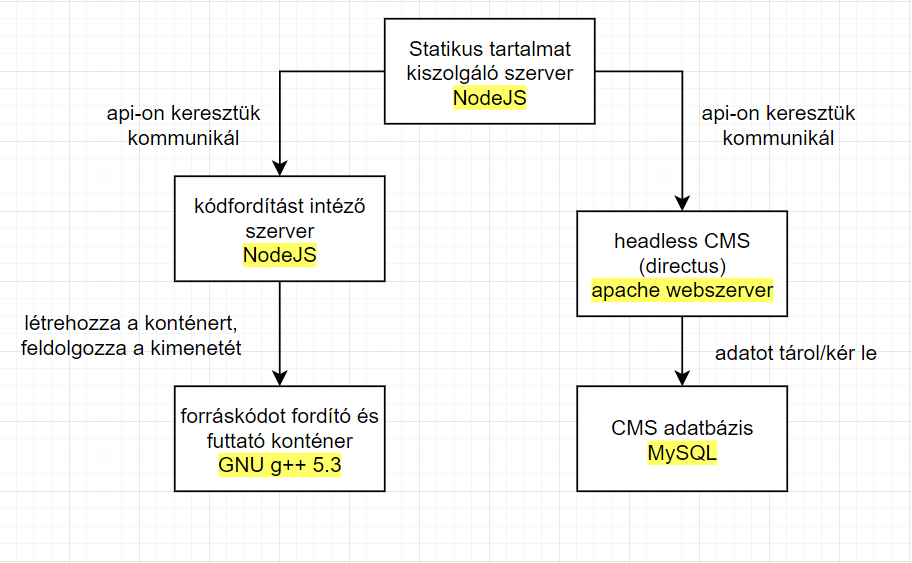 Statikus tartalmat
kiszolgáló szerver
NodeJS
api-on keresztük
kommunikál
api-on keresztük
kommunikál
kódfordítást intéző
szerver
NodeJS
headless CMS
(directus)
apache webszerver
létrehozza a konténert,
feldolgozza a kimenetét
adatot tárol/kér le
forráskódot fordító és
futtató konténer
GNU g++ 5.3
CMS adatbázis
MySQL